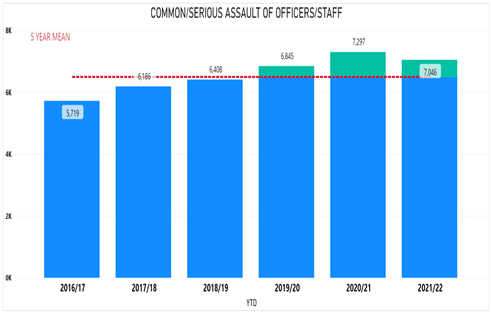 COMMON/SERIOUS ASSAULT OF OFFICERS/STAFF
5 YEAR MEAN
8K
6K
4K
2K
0K
5,719
6,186
6,408
6,845
7,297
7,046
2016/17
2017/18
2018/19
2019/20
2020/21
2021/22
YTD